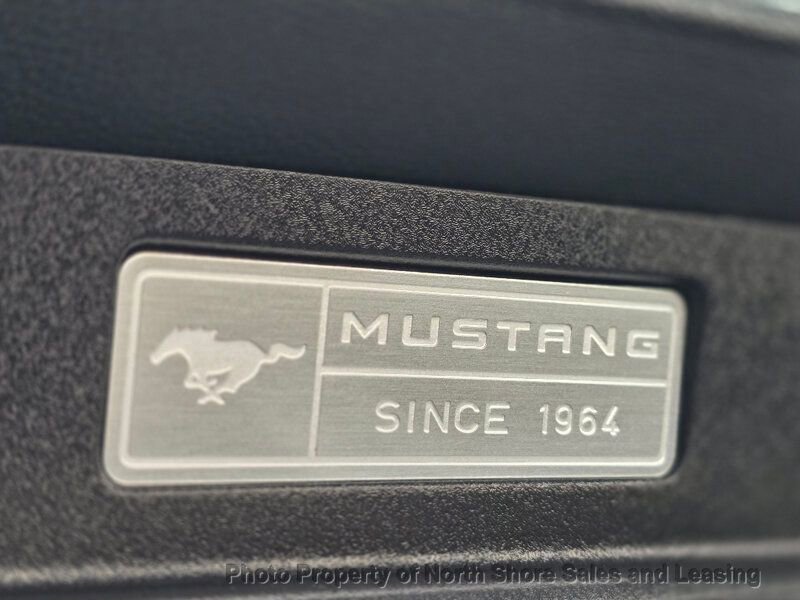 MUSTANG
SINCE 1964
Photo Property of North Shore Sales and Leasing